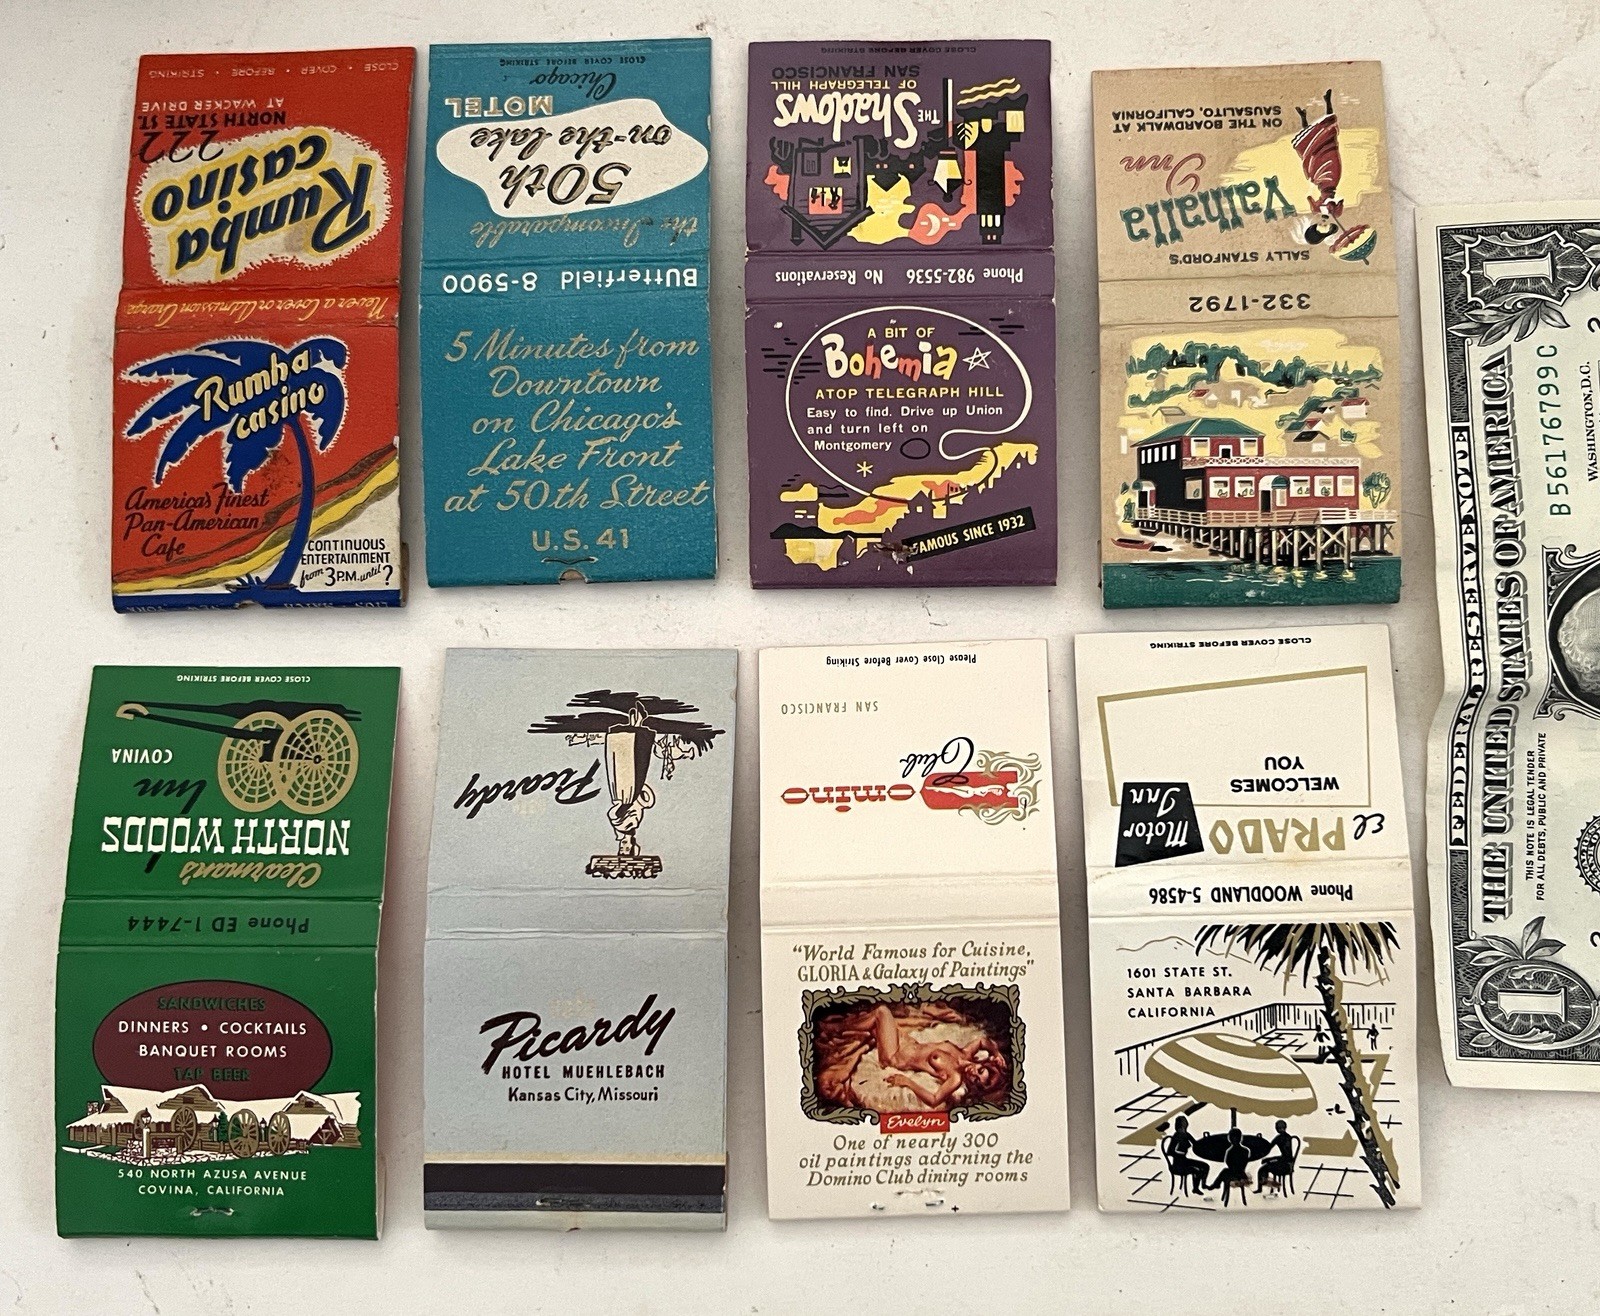 CLOSE • COVER • BEFORE • STRIKING
AT WACKER DRIVE
NORTH STATE ST.
222
Rumba
casino
Never a Cover or Admission Charge
Rumba
casino
America's Finest
Pan-American
Cafe
CONTINUOUS
ENTERTAINMENT
from 3 P.M. until ?
CLOSE COVER BEFORE STRIKING
the Incomparable
50th
on-the lake
MOTEL
Chicago
BUtterfield 8-5900
5 Minutes from
Downtown
on Chicago's
Lake Front
at 50th Street
U.S. 41
CLOSE COVER BEFORE STRIKING
THE Shadows
OF TELEGRAPH HILL
SAN FRANCISCO
Phone 982-5536 No Reservations
A BIT OF
Bohemia
ATOP TELEGRAPH HILL
Easy to find. Drive up Union
and turn left on
Montgomery
FAMOUS SINCE 1932
SALLY STANFORD'S
Valhalla
Inn
ON THE BOARDWALK AT
SAUSALITO, CALIFORNIA
332-1792
CLOSE COVER BEFORE STRIKING
Clearman's
NORTH WOODS
Inn
COVINA
Phone ED 1-7444
SANDWICHES
DINNERS • COCKTAILS
BANQUET ROOMS
TAP BEER
540 NORTH AZUSA AVENUE
COVINA, CALIFORNIA
Picardy
Picardy
HOTEL MUEHLEBACH
Kansas City, Missouri
Please Close Cover Before Striking
omino
Club
SAN FRANCISCO
"World Famous for Cuisine,
GLORIA & Galaxy of Paintings"
Evelyn
One of nearly 300
oil paintings adorning the
Domino Club dining rooms
CLOSE COVER BEFORE STRIKING
El PRADO
Motor
Inn
WELCOMES
YOU
Phone WOODLAND 5-4586
1601 STATE ST.
SANTA BARBARA
CALIFORNIA
1
FEDERAL RESERVE NOTE
THE UNITED STATES OF AMERICA
THIS NOTE IS LEGAL TENDER
FOR ALL DEBTS, PUBLIC AND PRIVATE
B56176799C
WASHINGTON, D.C.
2
2
1